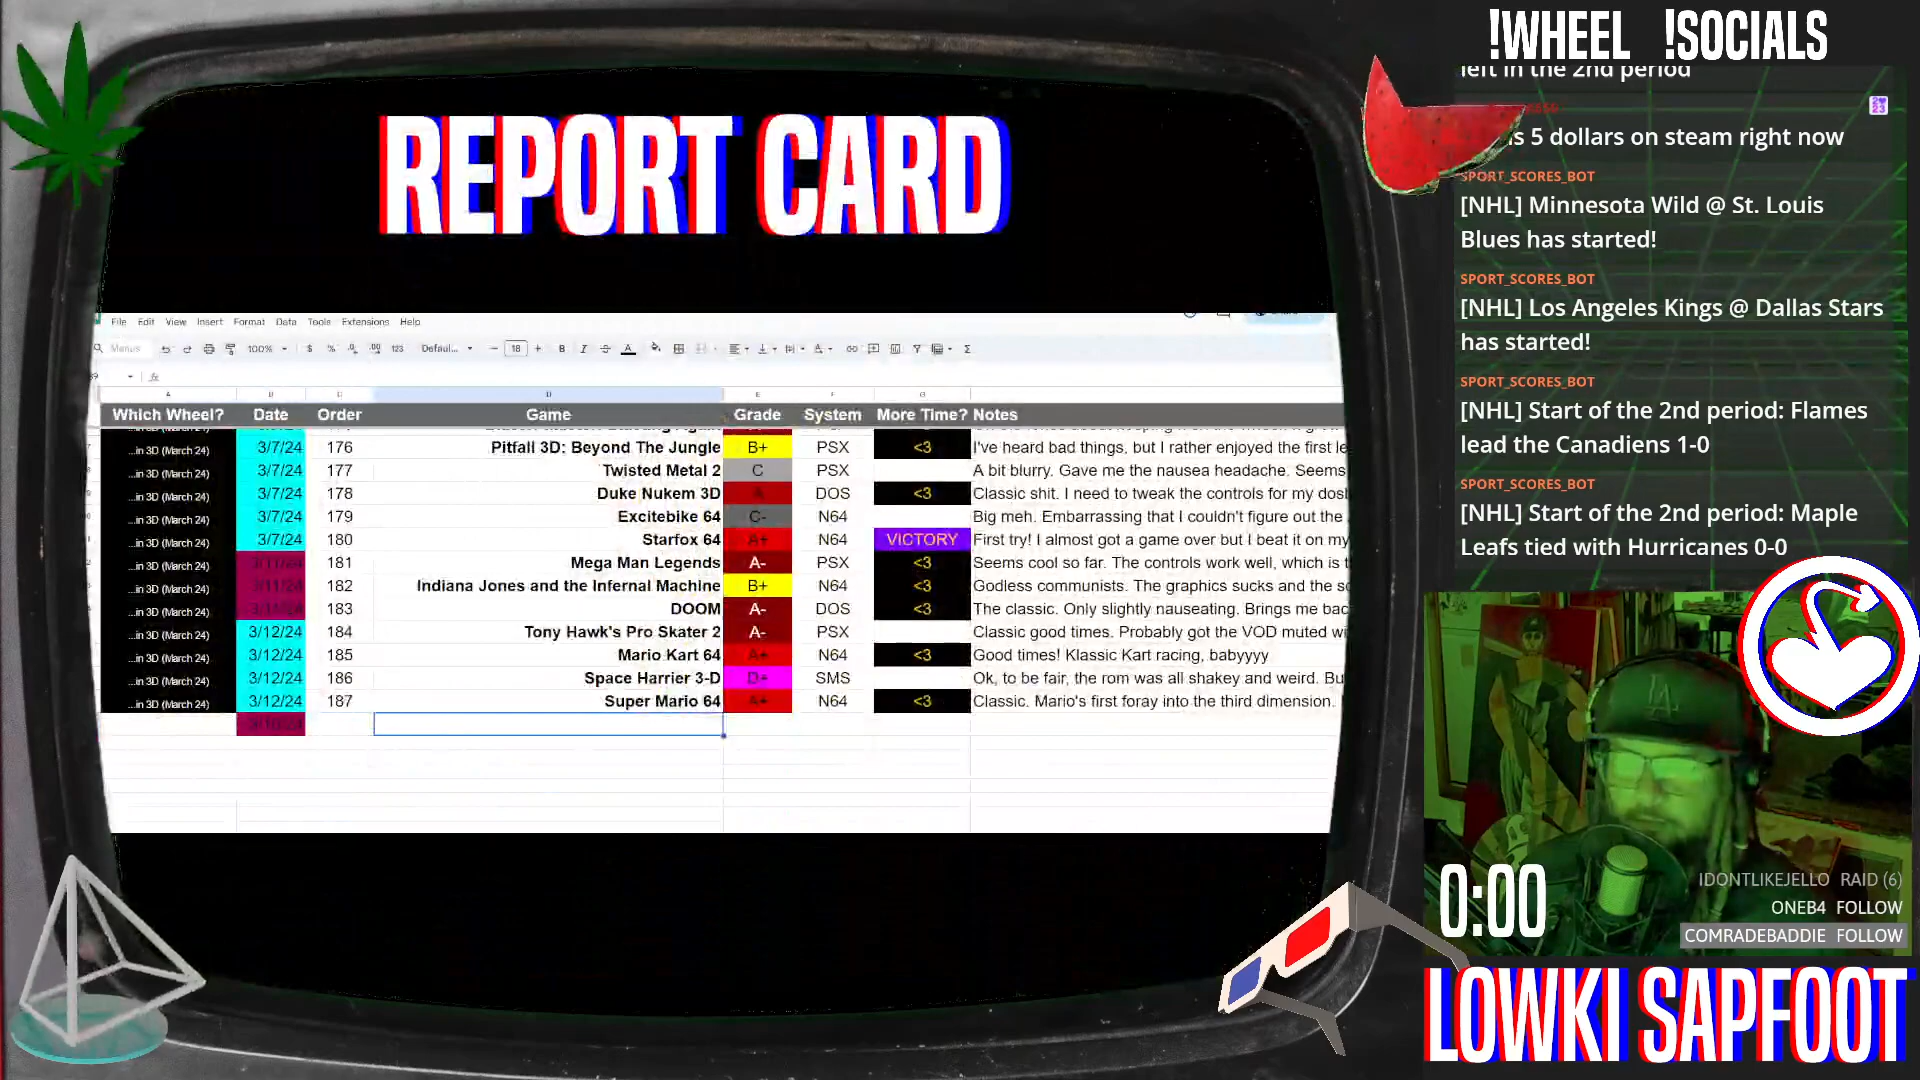 !WHEEL !SOCIALS
left in the 2nd period
is 5 dollars on steam right now
SPORT_SCORES_BOT
[NHL] Minnesota Wild @ St. Louis
Blues has started!
SPORT_SCORES_BOT
[NHL] Los Angeles Kings @ Dallas Stars
has started!
SPORT_SCORES_BOT
[NHL] Start of the 2nd period: Flames
lead the Canadiens 1-0
SPORT_SCORES_BOT
[NHL] Start of the 2nd period: Maple
Leafs tied with Hurricanes 0-0
REPORT CARD
File Edit View Insert Format Data Tools Extensions Help
Menus 100% $ % 123 Defaul... 18 B I A
Which Wheel? Date Order Game Grade System More Time? Notes
...in 3D (March 24) 3/7/24 176 Pitfall 3D: Beyond The Jungle B+ PSX <3 I've heard bad things, but I rather enjoyed the first le
...in 3D (March 24) 3/7/24 177 Twisted Metal 2 C PSX A bit blurry. Gave me the nausea headache. Seems
...in 3D (March 24) 3/7/24 178 Duke Nukem 3D A DOS <3 Classic shit. I need to tweak the controls for my dos
...in 3D (March 24) 3/7/24 179 Excitebike 64 C- N64 Big meh. Embarrassing that I couldn't figure out the
...in 3D (March 24) 3/7/24 180 Starfox 64 A+ N64 VICTORY First try! I almost got a game over but I beat it on my
...in 3D (March 24) 3/11/24 181 Mega Man Legends A- PSX <3 Seems cool so far. The controls work well, which is t
...in 3D (March 24) 3/11/24 182 Indiana Jones and the Infernal Machine B+ N64 <3 Godless communists. The graphics sucks and the sc
...in 3D (March 24) 3/11/24 183 DOOM A- DOS <3 The classic. Only slightly nauseating. Brings me bac
...in 3D (March 24) 3/12/24 184 Tony Hawk's Pro Skater 2 A- PSX Classic good times. Probably got the VOD muted wi
...in 3D (March 24) 3/12/24 185 Mario Kart 64 A+ N64 <3 Good times! Klassic Kart racing, babyyyy
...in 3D (March 24) 3/12/24 186 Space Harrier 3-D D+ SMS Ok, to be fair, the rom was all shakey and weird. Bu
...in 3D (March 24) 3/12/24 187 Super Mario 64 A+ N64 <3 Classic. Mario's first foray into the third dimension.
0:00
IDONTLIKEJELLO RAID (6)
ONEB4 FOLLOW
COMRADEBADDIE FOLLOW
LOWKI SAPFOOT